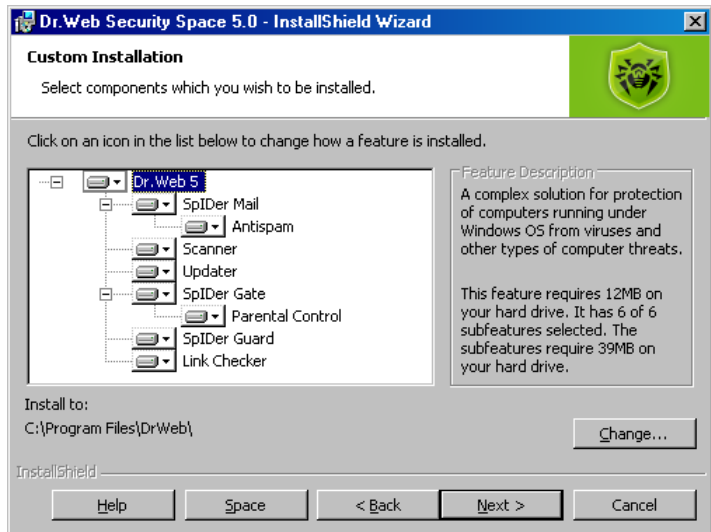 Dr.Web Security Space 5.0 - InstallShield Wizard
Custom Installation
Select components which you wish to be installed.
Click on an icon in the list below to change how a feature is installed.
Dr.Web 5
SpIDer Mail
Antispam
Scanner
Updater
SpIDer Gate
Parental Control
SpIDer Guard
Link Checker
Feature Description
A complex solution for protection
of computers running under
Windows OS from viruses and
other types of computer threats.
This feature requires 12MB on
your hard drive. It has 6 of 6
subfeatures selected. The
subfeatures require 39MB on
your hard drive.
Install to:
C:\Program Files\DrWeb\
Change...
InstallShield
Help
Space
< Back
Next >
Cancel